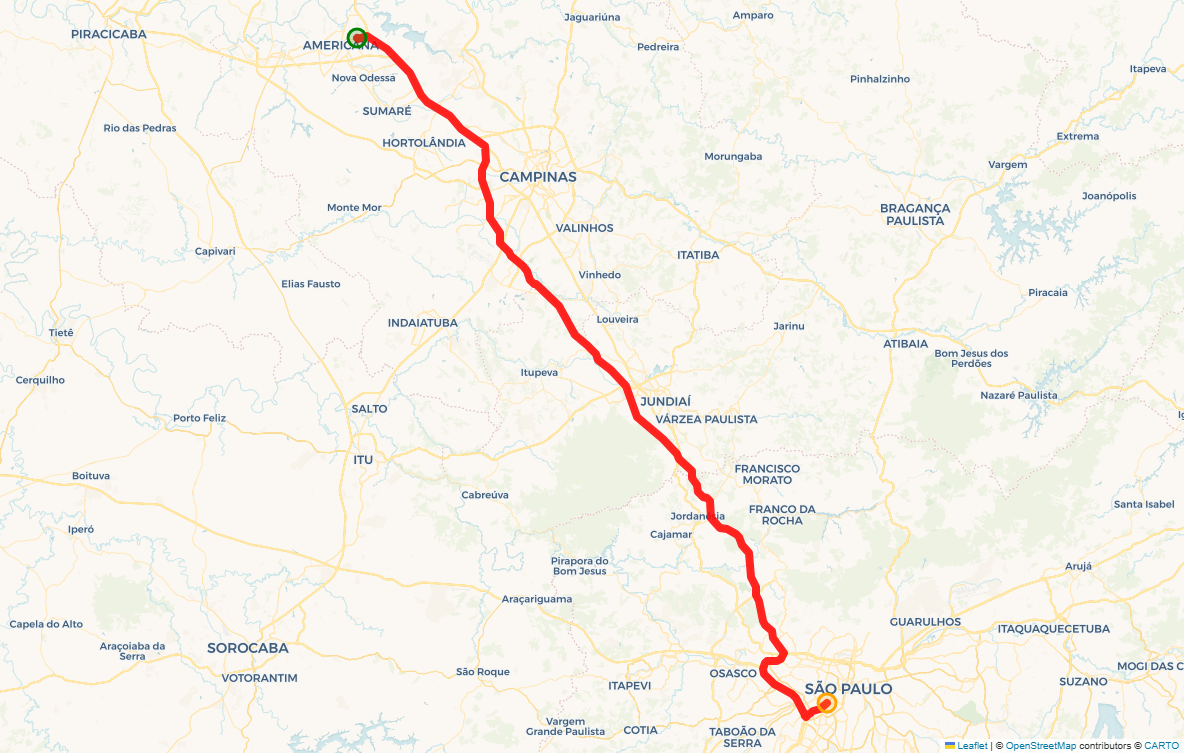 Jaguariúna
Amparo
PIRACICABA
AMERICANA
Pedreira
Itapeva
Nova Odessa
Pinhalzinho
SUMARÉ
Rio das Pedras
Extrema
HORTOLÂNDIA
Morungaba
Vargem
CAMPINAS
Joanópolis
Monte Mor
BRAGANÇA
PAULISTA
VALINHOS
Capivari
ITATIBA
Vinhedo
Elias Fausto
Piracaia
Louveira
INDAIATUBA
Jarinu
Tietê
ATIBAIA
Bom Jesus dos
Perdões
Itupeva
Cerquilho
Nazaré Paulista
JUNDIAÍ
SALTO
Porto Feliz
VÁRZEA PAULISTA
ITU
FRANCISCO
MORATO
Boituva
Cabreúva
Santa Isabel
FRANCO DA
ROCHA
Jordanésia
Iperó
Cajamar
Pirapora do
Bom Jesus
Arujá
Araçariguama
Capela do Alto
GUARULHOS
ITAQUAQUECETUBA
Araçoiaba da
Serra
SOROCABA
MOGI DAS C
São Roque
OSASCO
VOTORANTIM
ITAPEVI
SUZANO
SÃO PAULO
Vargem
Grande Paulista
COTIA
TABOÃO DA
SERRA
Leaflet | © OpenStreetMap contributors © CARTO